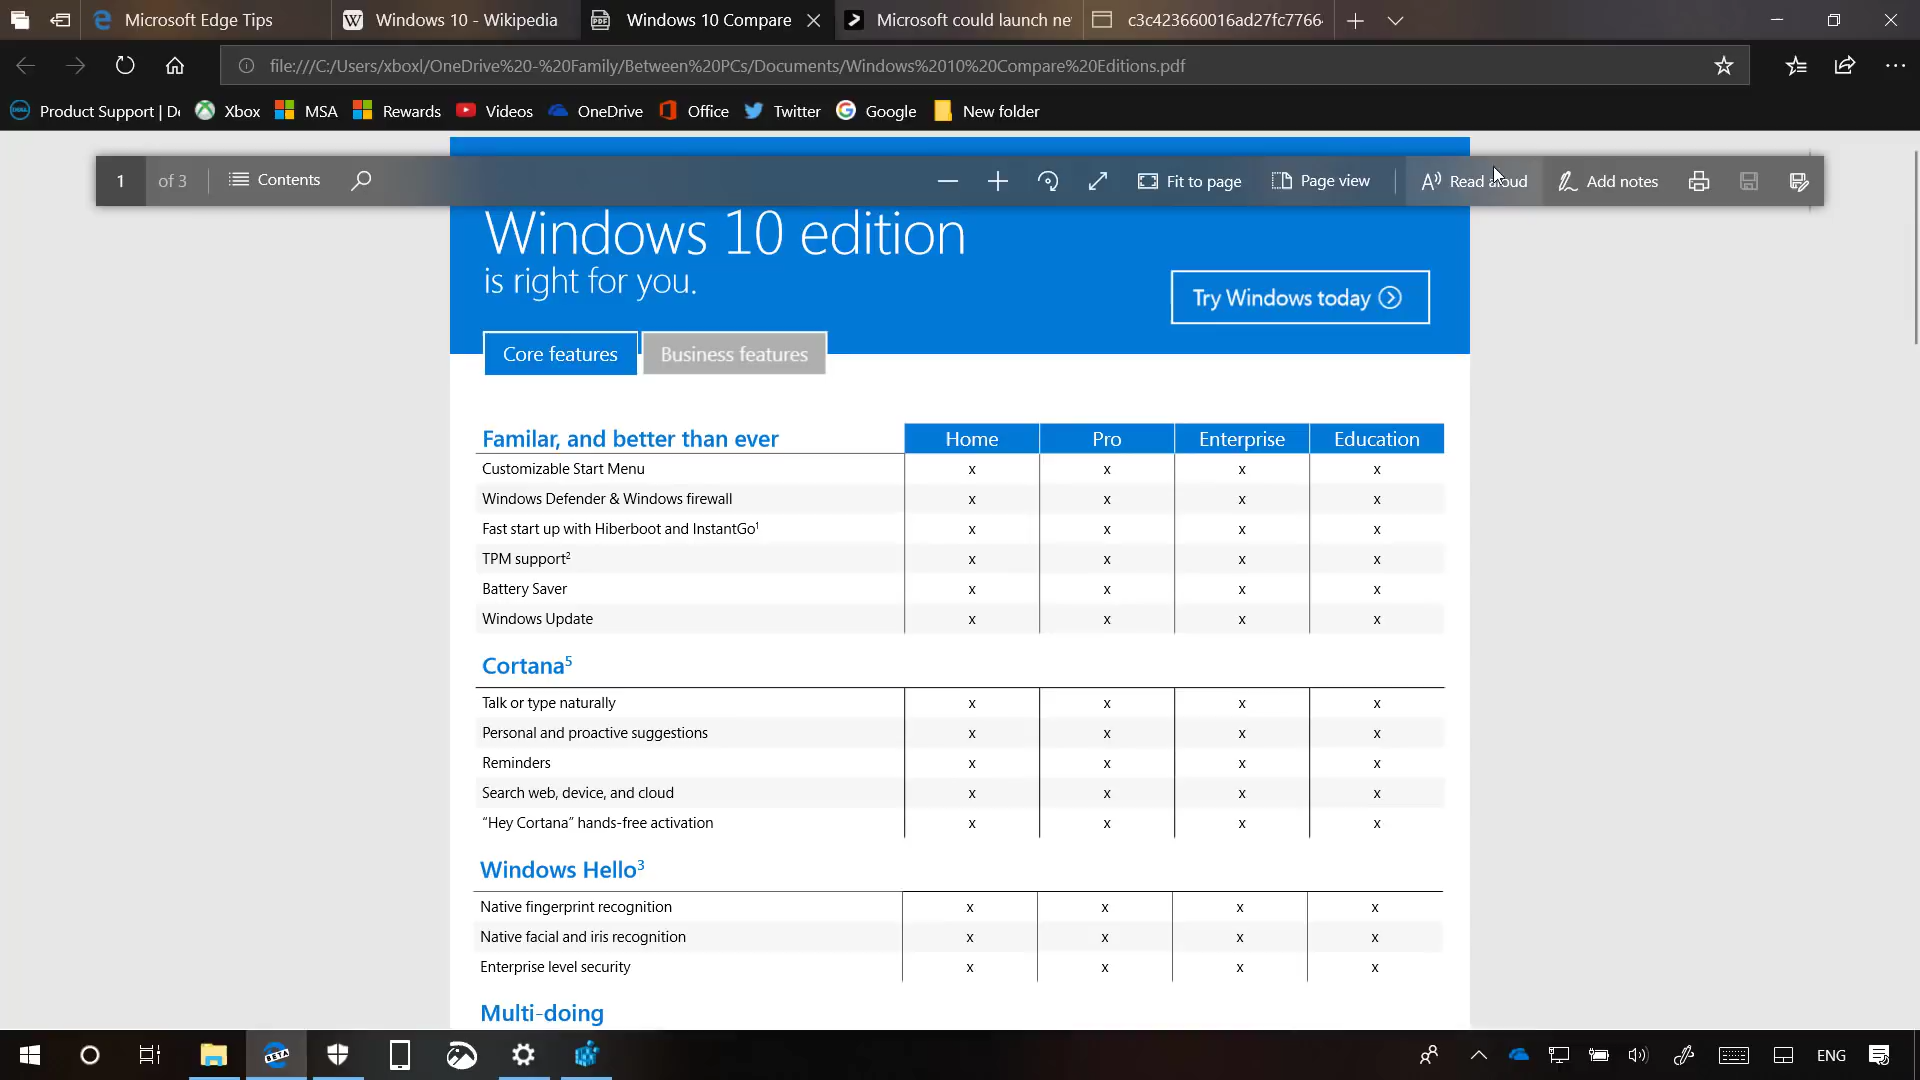 Microsoft Edge Tips
Windows 10 - Wikipedia
Windows 10 Compare
Microsoft could launch ne
c3c423660016ad27fc7766
file:///C:/Users/xboxl/OneDrive%20-%20Family/Between%20PCs/Documents/Windows%2010%20Compare%20Editions.pdf
Product Support | De
Xbox
MSA
Rewards
Videos
OneDrive
Office
Twitter
Google
New folder
1 of 3
Contents
Fit to page
Page view
Read aloud
Add notes
Windows 10 edition
is right for you.
Try Windows today
Core features
Business features
Familar, and better than ever Home Pro Enterprise Education
Customizable Start Menu x x x x
Windows Defender & Windows firewall x x x x
Fast start up with Hiberboot and InstantGo¹ x x x x
TPM support² x x x x
Battery Saver x x x x
Windows Update x x x x
Cortana⁵
Talk or type naturally x x x x
Personal and proactive suggestions x x x x
Reminders x x x x
Search web, device, and cloud x x x x
“Hey Cortana” hands-free activation x x x x
Windows Hello³
Native fingerprint recognition x x x x
Native facial and iris recognition x x x x
Enterprise level security x x x x
Multi-doing
BETA
ENG